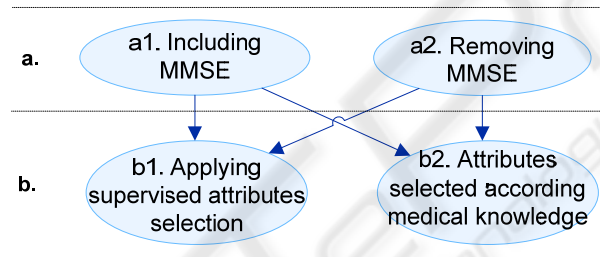 a.
a1. Including
MMSE
a2. Removing
MMSE
b.
b1. Applying
supervised attributes
selection
b2. Attributes
selected according
medical knowledge